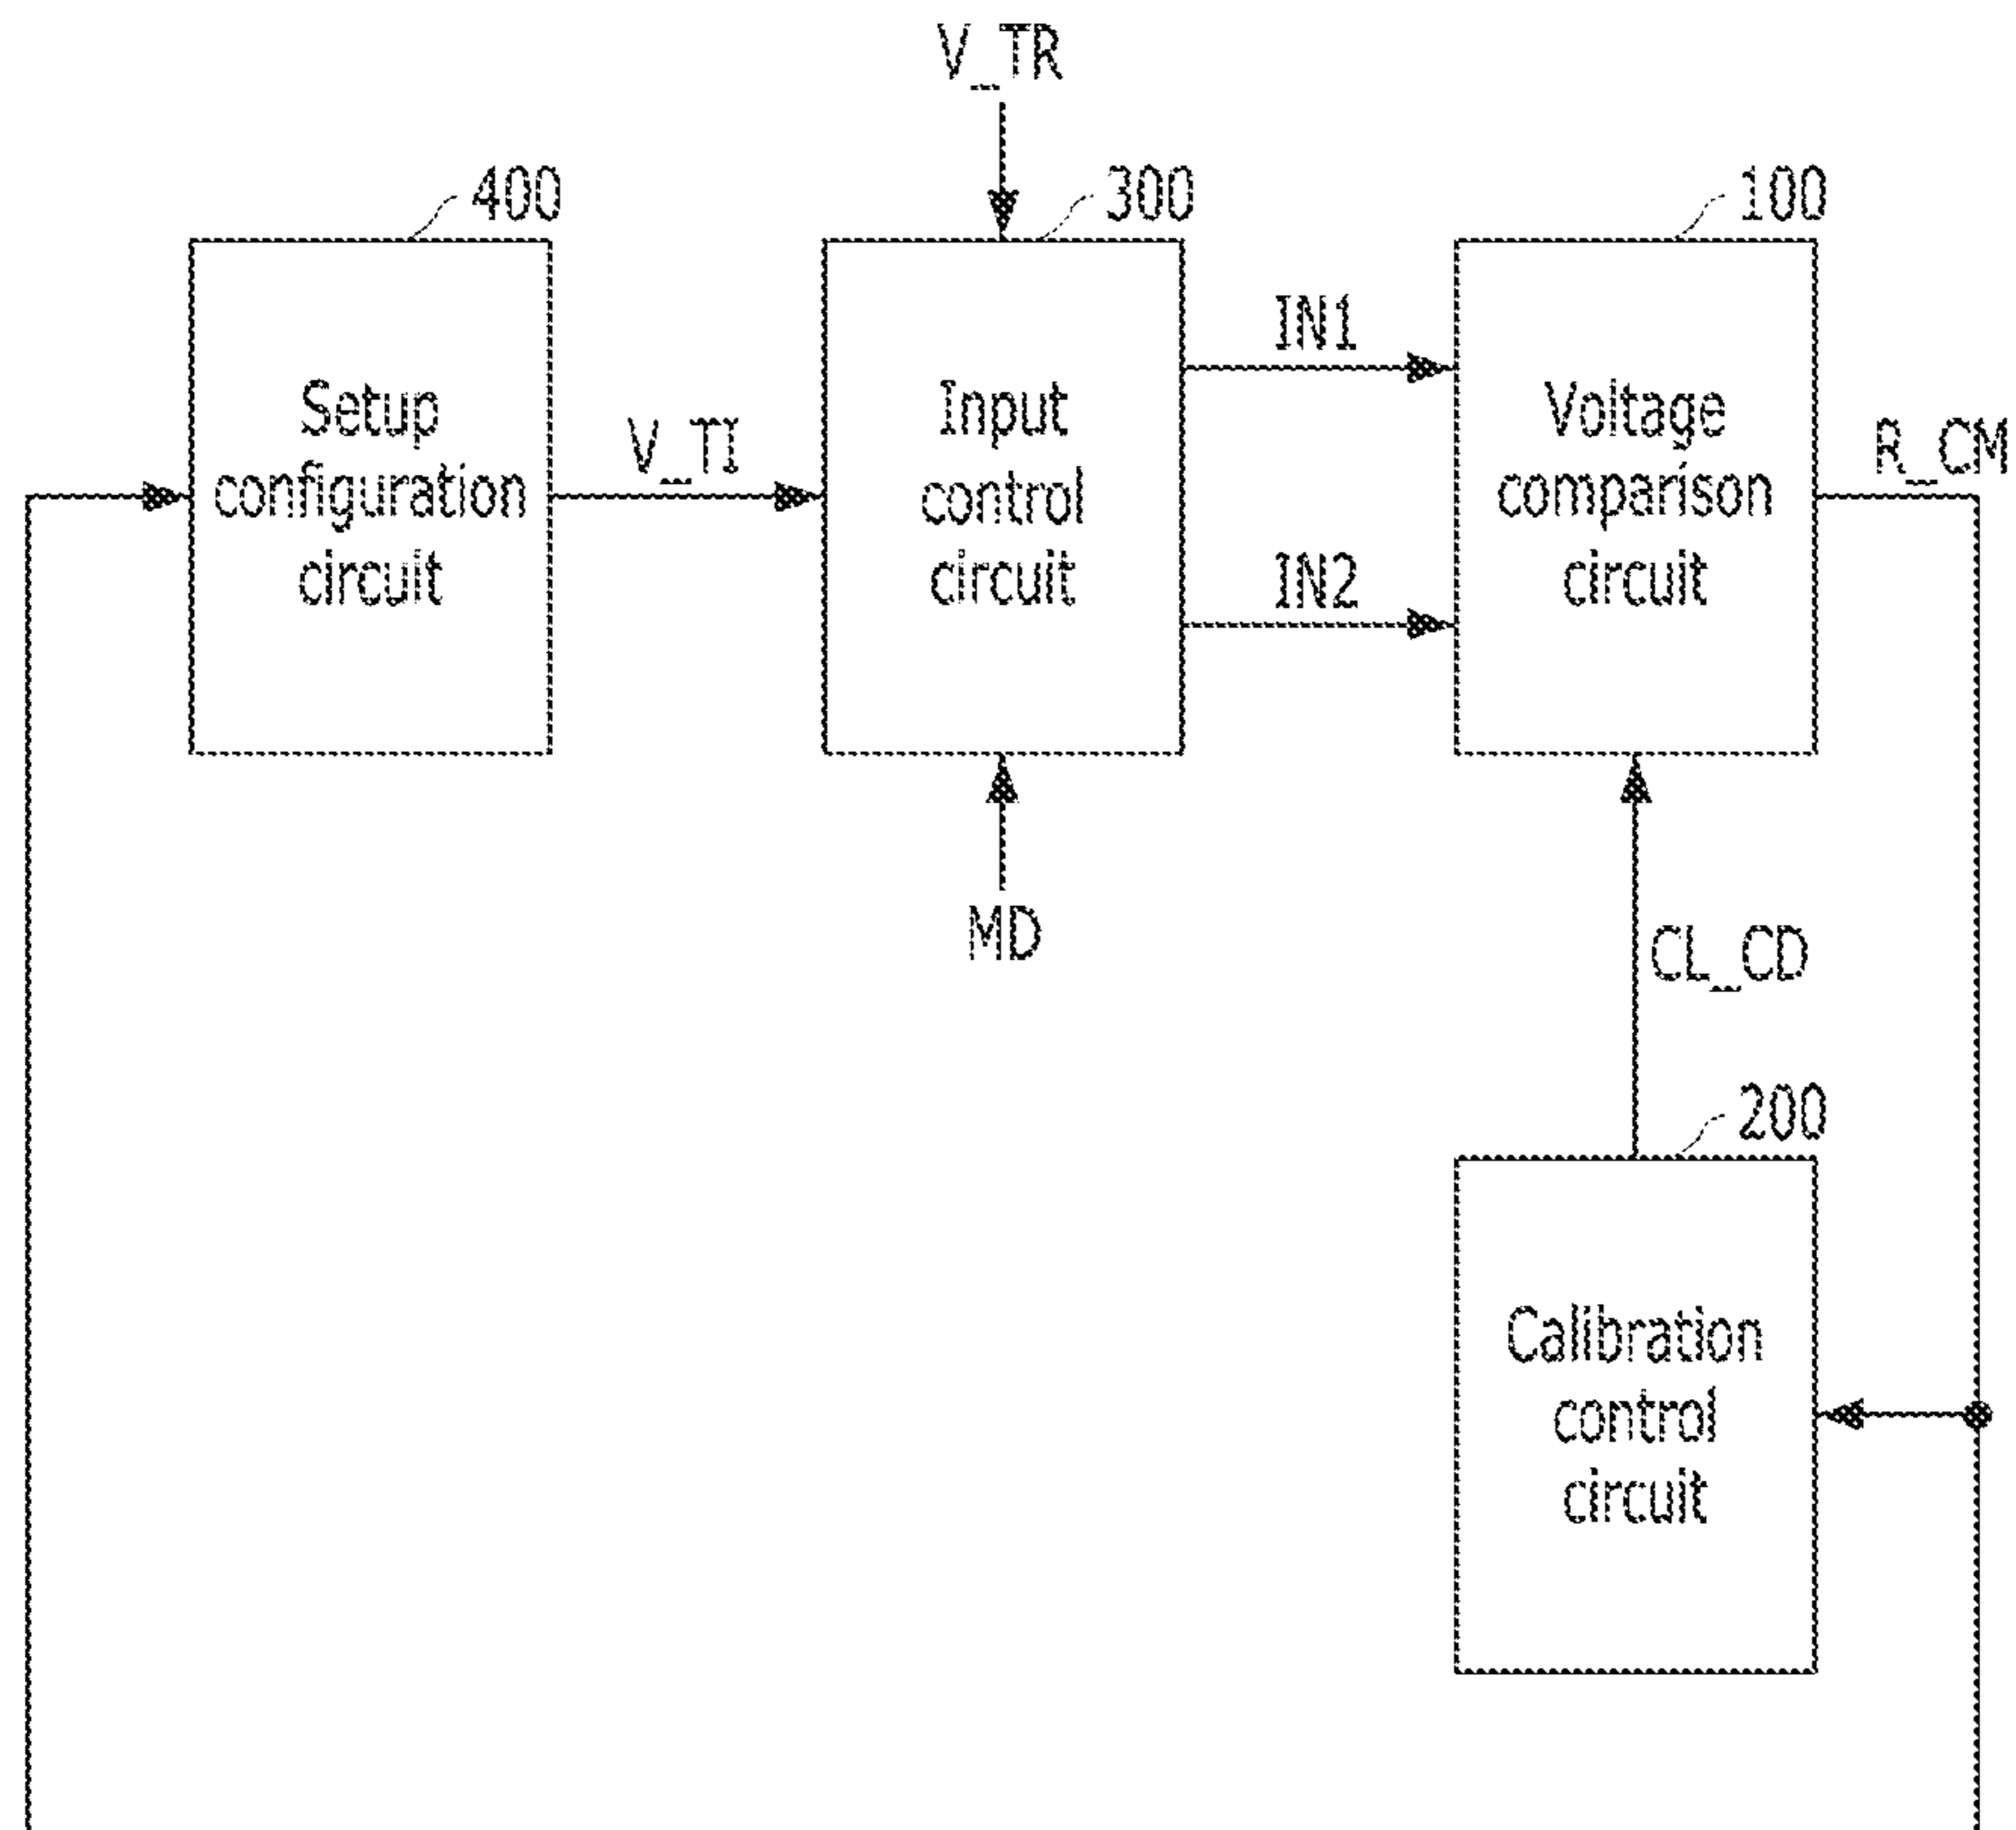 V_TR
400
300
100
Setup
configuration
circuit
V_TI
Input
control
circuit
IN1
IN2
Voltage
comparison
circuit
R_CM
MD
CL_CD
200
Calibration
control
circuit